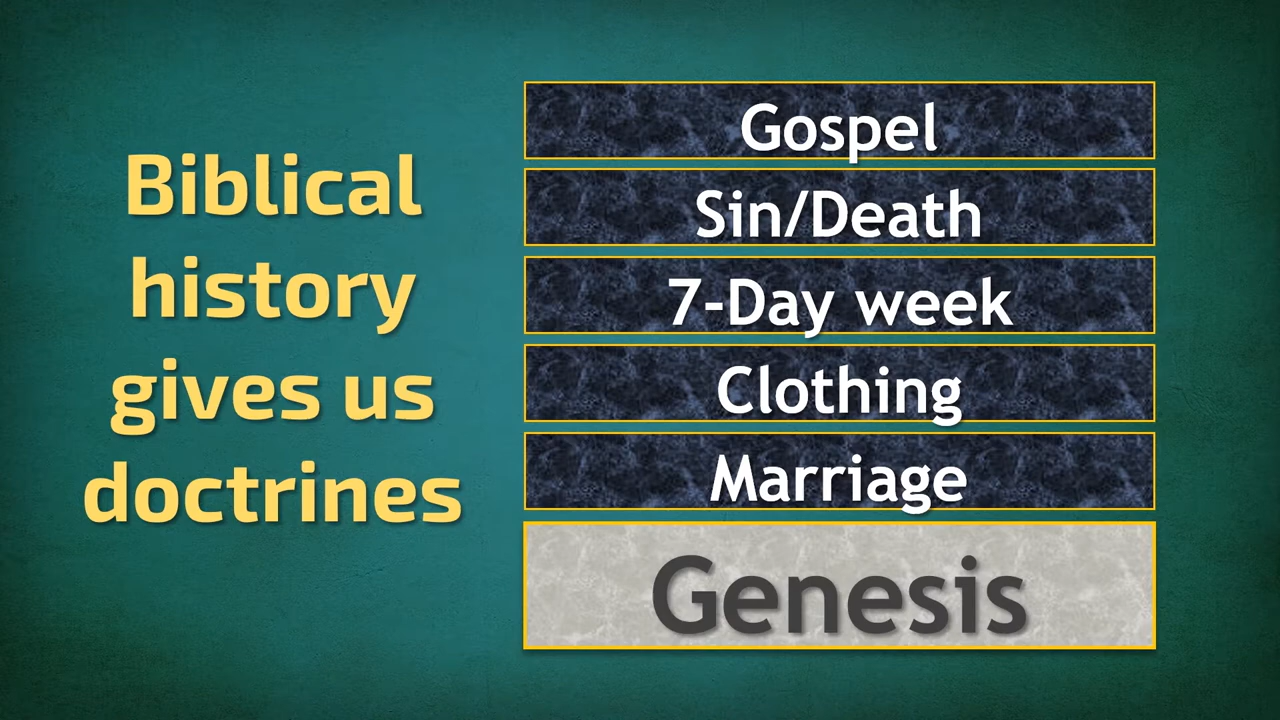 Biblical
history
gives us
doctrines
Gospel
Sin/Death
7-Day week
Clothing
Marriage
Genesis